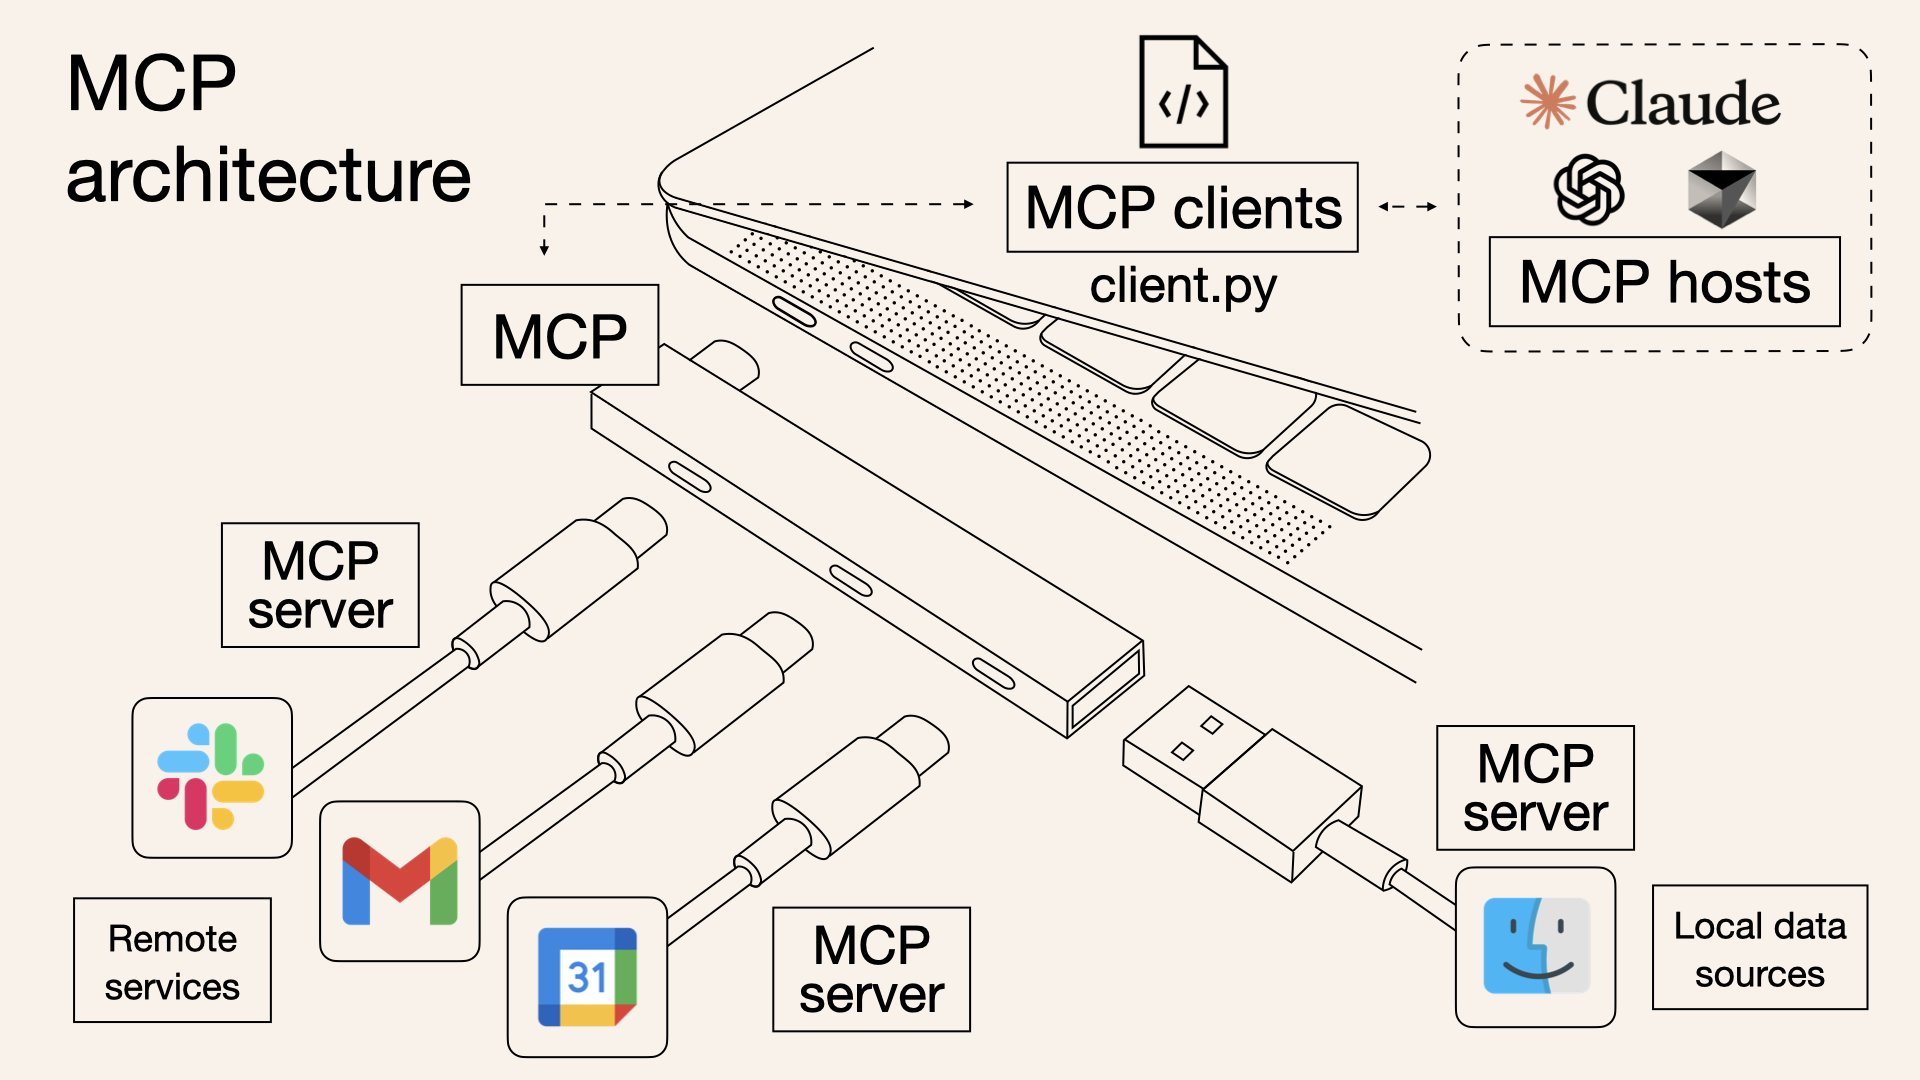 MCP
architecture
MCP clients
client.py
Claude
MCP hosts
MCP
MCP
server
Remote
services
31
MCP
server
MCP
server
Local data
sources